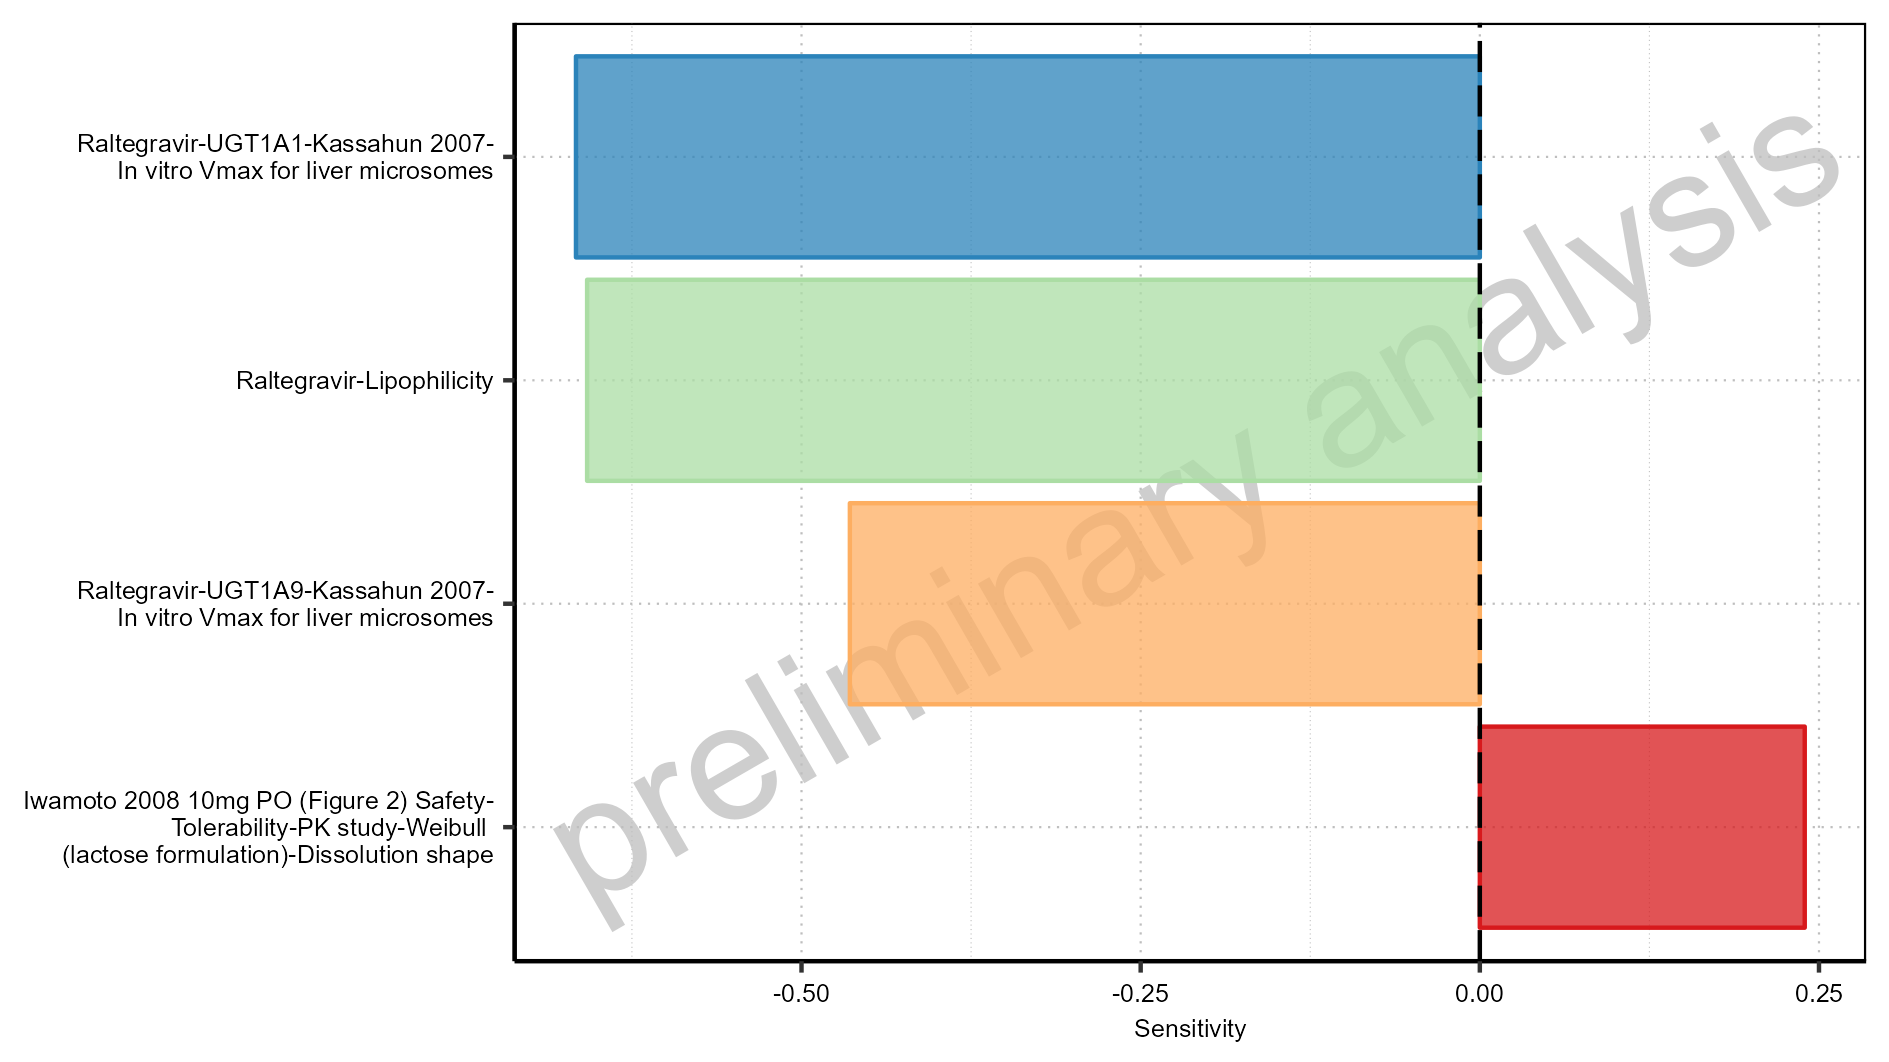 Raltegravir-UGT1A1-Kassahun 2007-
In vitro Vmax for liver microsomes
Raltegravir-Lipophilicity
Raltegravir-UGT1A9-Kassahun 2007-
In vitro Vmax for liver microsomes
Iwamoto 2008 10mg PO (Figure 2) Safety-
Tolerability-PK study-Weibull
(lactose formulation)-Dissolution shape
preliminary analysis
-0.50 -0.25 0.00 0.25
Sensitivity